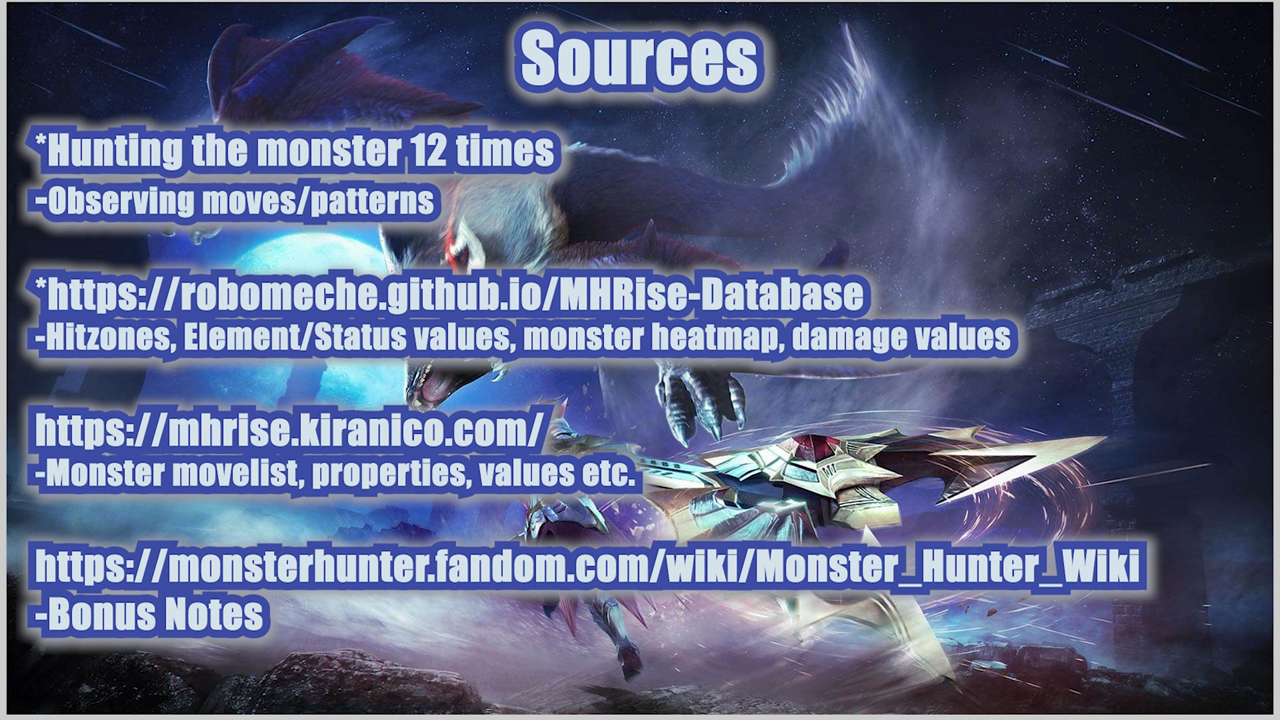 Sources
*Hunting the monster 12 times
-Observing moves/patterns
*https://robomeche.github.io/MHRise-Database
-Hitzones, Element/Status values, monster heatmap, damage values
https://mhrise.kiranico.com/
-Monster movelist, properties, values etc.
https://monsterhunter.fandom.com/wiki/Monster_Hunter_Wiki
-Bonus Notes